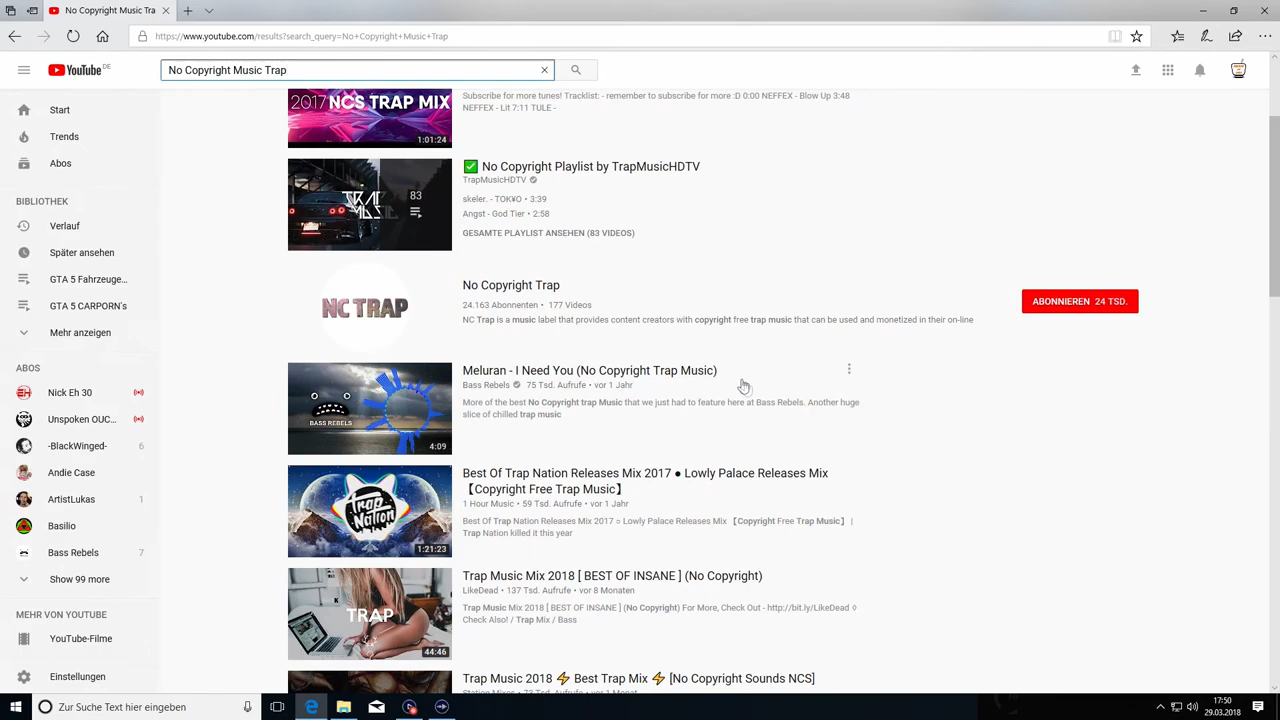 No Copyright Music Tra
https://www.youtube.com/results?search_query=No+Copyright+Music+Trap
YouTube DE
No Copyright Music Trap
Start
Trends
Abos
BIBLIOTHEK
Verlauf
Später ansehen
GTA 5 Fahrzeuge...
GTA 5 CARPORN's
Mehr anzeigen
ABOS
Nick Eh 30
Unspoken OUC...
-BlackWinged- 6
Andie Case
ArtistLukas 1
Basilio
Bass Rebels 7
Show 99 more
MEHR VON YOUTUBE
YouTube-Filme
Einstellungen
2017 NCS TRAP MIX
1:01:24
Subscribe for more tunes! Tracklist: - remember to subscribe for more :D 0:00 NEFFEX - Blow Up 3:48
NEFFEX - Lit 7:11 TULE -
83
✅ No Copyright Playlist by TrapMusicHDTV
TrapMusicHDTV
skeler. - TOK¥O • 3:39
Angst - God Tier • 2:58
GESAMTE PLAYLIST ANSEHEN (83 VIDEOS)
NC TRAP
No Copyright Trap
24.163 Abonnenten • 177 Videos
NC Trap is a music label that provides content creators with copyright free trap music that can be used and monetized in their on-line
ABONNIEREN 24 TSD.
BASS REBELS
4:09
Meluran - I Need You (No Copyright Trap Music)
Bass Rebels 75 Tsd. Aufrufe • vor 1 Jahr
More of the best No Copyright trap Music that we just had to feature here at Bass Rebels. Another huge
slice of chilled trap music
trap Nation
1:21:23
Best Of Trap Nation Releases Mix 2017 ● Lowly Palace Releases Mix
【Copyright Free Trap Music】
1 Hour Music • 59 Tsd. Aufrufe • vor 1 Jahr
Best Of Trap Nation Releases Mix 2017 ○ Lowly Palace Releases Mix 【Copyright Free Trap Music】 |
Trap Nation killed it this year
TRAP
44:46
Trap Music Mix 2018 [ BEST OF INSANE ] (No Copyright)
LikeDead • 137 Tsd. Aufrufe • vor 8 Monaten
Trap Music Mix 2018 [ BEST OF INSANE ] (No Copyright) For More, Check Out - http://bit.ly/LikeDead ◊
Check Also! / Trap Mix / Bass
Trap Music 2018 ⚡ Best Trap Mix ⚡ [No Copyright Sounds NCS]
Station Mixes • 73 Tsd. Aufrufe • vor 1 Monat
Zur Suche Text hier eingeben
17:50
29.03.2018